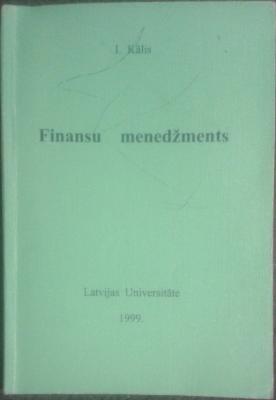 I. Kālis
Finansu menedžments
Latvijas Universitāte
1999.